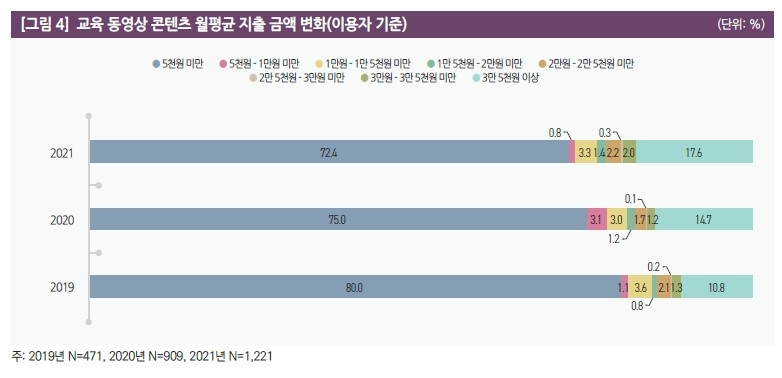 [그림 4] 교육 동영상 콘텐츠 월평균 지출 금액 변화(이용자 기준) (단위: %)
5천원 미만 5천원 - 1만원 미만 1만원 - 1만 5천원 미만 1만 5천원 - 2만원 미만 2만원 - 2만 5천원 미만
2만 5천원 - 3만원 미만 3만원 - 3만 5천원 미만 3만 5천원 이상
0.8 0.3
2021 72.4 3.3 1.4 2.2 2.0 17.6
0.1
2020 75.0 3.1 3.0 1.7 1.2 14.7
1.2
0.2
2019 80.0 1.1 3.6 2.1 1.3 10.8
0.8
주: 2019년 N=471, 2020년 N=909, 2021년 N=1,221